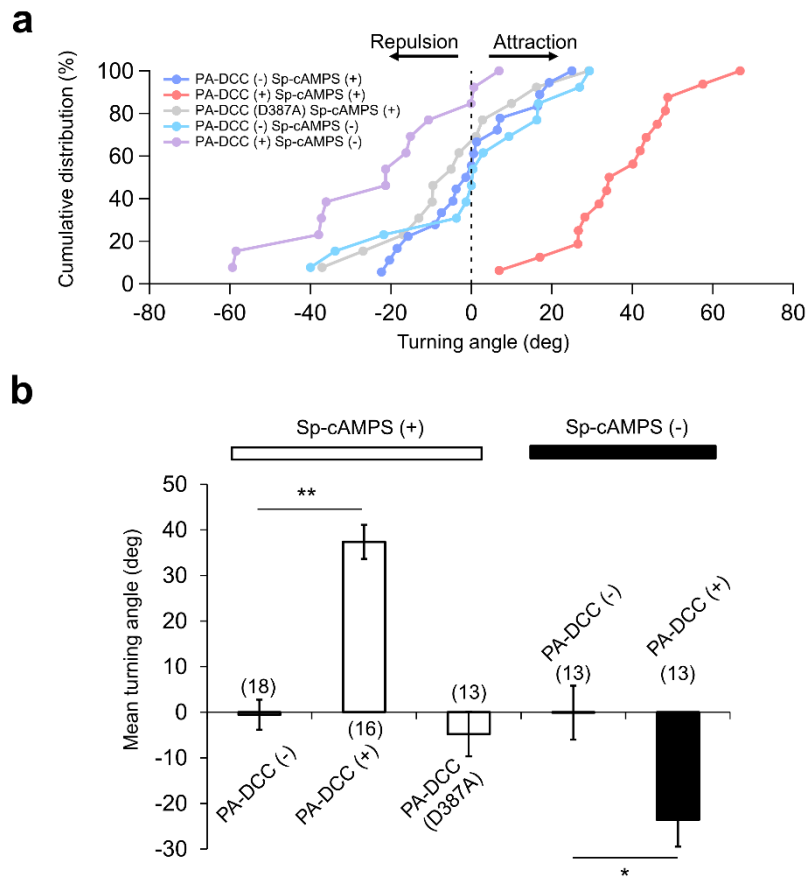 a
Repulsion Attraction
Cumulative distribution (%)
100
80
60
40
20
0
PA-DCC (-) Sp-cAMPS (+)
PA-DCC (+) Sp-cAMPS (+)
PA-DCC (D387A) Sp-cAMPS (+)
PA-DCC (-) Sp-cAMPS (-)
PA-DCC (+) Sp-cAMPS (-)
-80 -60 -40 -20 0 20 40 60 80
Turning angle (deg)
b
Sp-cAMPS (+) Sp-cAMPS (-)
Mean turning angle (deg)
50
40
30
20
10
0
-10
-20
-30
**
(18)
PA-DCC (-)
(16)
PA-DCC (+)
(13)
PA-DCC
(D387A)
PA-DCC (-)
(13)
PA-DCC (+)
(13)
*